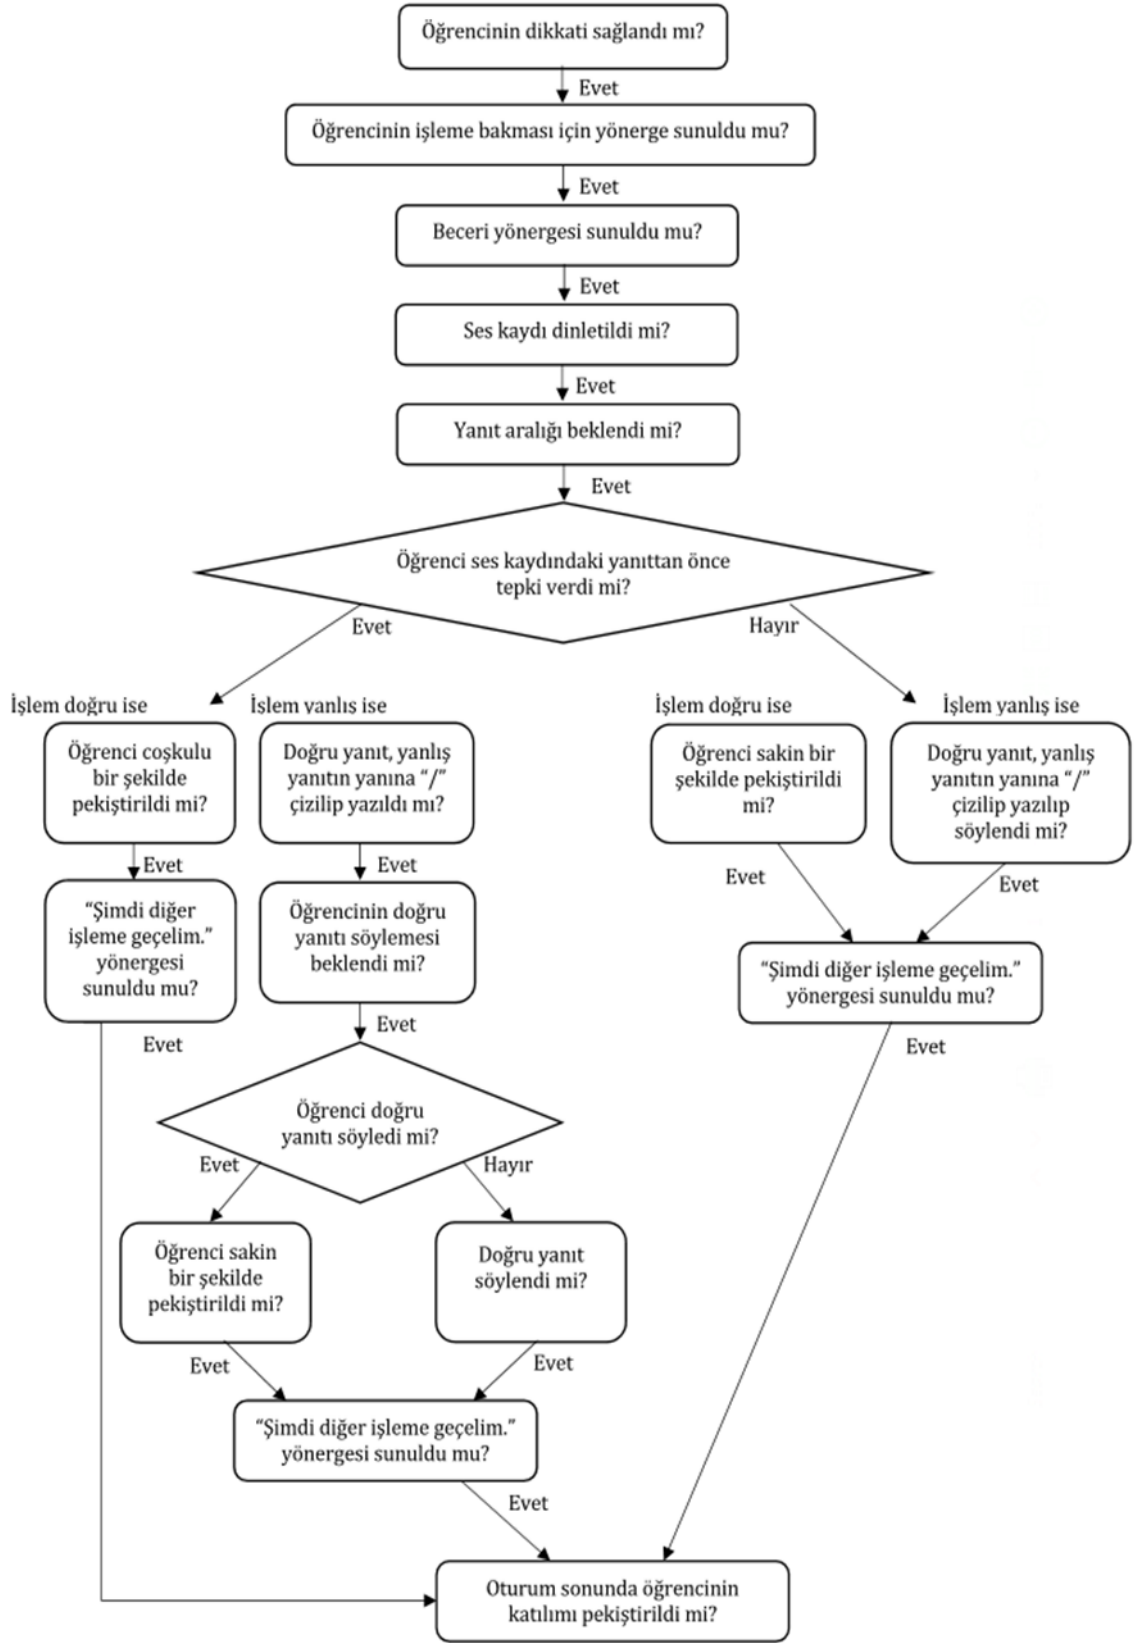 Öğrencinin dikkati sağlandı mı?
Evet
Öğrencinin işleme bakması için yönerge sunuldu mu?
Evet
Beceri yönergesi sunuldu mu?
Evet
Ses kaydı dinletildi mi?
Evet
Yanıt aralığı beklendi mi?
Evet
Öğrenci ses kaydındaki yanıttan önce
tepki verdi mi?
Evet
Hayır
İşlem doğru ise
Öğrenci coşkulu
bir şekilde
pekiştirildi mi?
Evet
“Şimdi diğer
işleme geçelim.”
yönergesi
sunuldu mu?
Evet
İşlem yanlış ise
Doğru yanıt, yanlış
yanıtın yanına “/”
çizilip yazıldı mı?
Evet
Öğrencinin doğru
yanıtı söylemesi
beklendi mi?
Evet
Öğrenci doğru
yanıtı söyledi mi?
Evet
Hayır
Öğrenci sakin
bir şekilde
pekiştirildi mi?
Evet
Doğru yanıt
söylendi mi?
Evet
“Şimdi diğer işleme geçelim.”
yönergesi sunuldu mu?
Evet
İşlem doğru ise
Öğrenci sakin bir
şekilde pekiştirildi
mi?
Evet
İşlem yanlış ise
Doğru yanıt, yanlış
yanıtın yanına “/”
çizilip yazılıp
söylendi mi?
Evet
“Şimdi diğer işleme geçelim.”
yönergesi sunuldu mu?
Evet
Oturum sonunda öğrencinin
katılımı pekiştirildi mi?